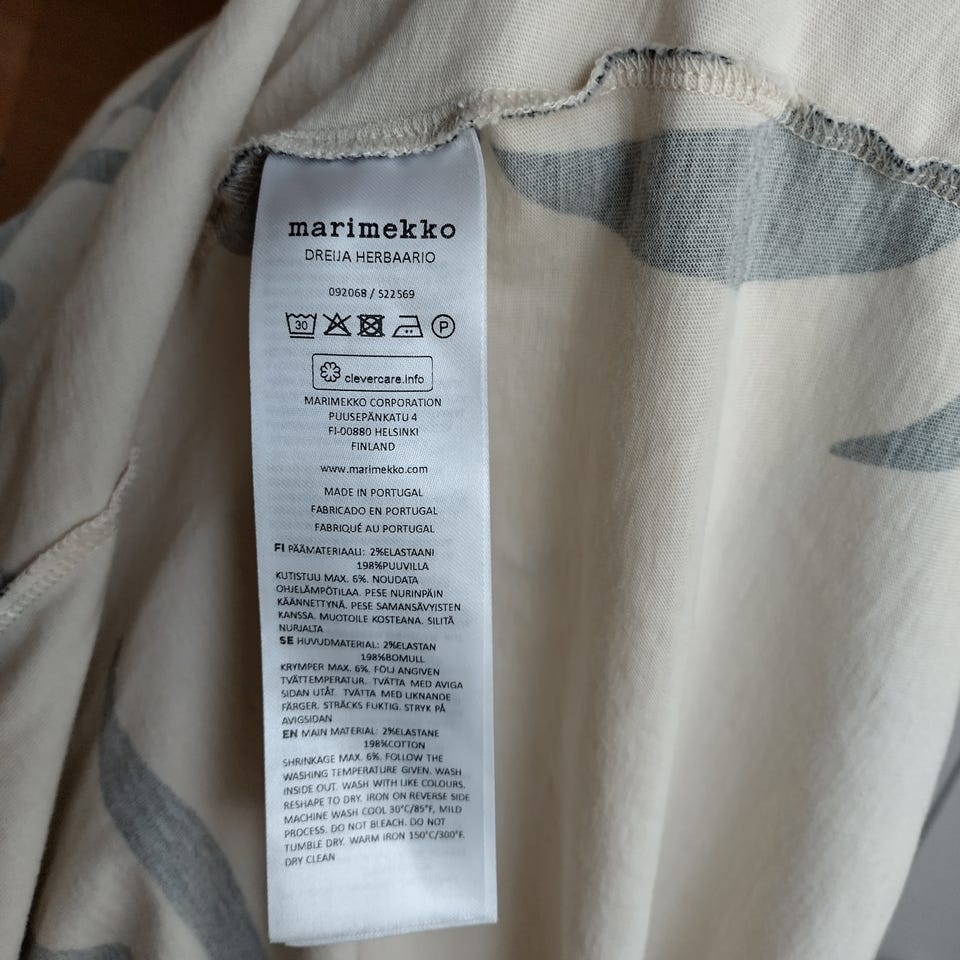 marimekko
DREIJA HERBAARIO
092068 / 522569
30 P
clevercare.info
MARIMEKKO CORPORATION
PUUSEPÄNKATU 4
FI-00880 HELSINKI
FINLAND
www.marimekko.com
MADE IN PORTUGAL
FABRICADO EN PORTUGAL
FABRIQUÉ AU PORTUGAL
FI PÄÄMATERIAALI: 2%ELASTAANI
198%PUUVILLA
KUTISTUU MAX. 6%. NOUDATA
OHJELÄMPÖTILAA. PESE NURINPÄIN
KÄÄNNETTYNÄ. PESE SAMANSÄVYISTEN
KANSSA. MUOTOILE KOSTEANA. SILITÄ
NURJALTA
SE HUVUDMATERIAL: 2%ELASTAN
198%BOMULL
KRYMPER MAX. 6%. FÖLJ ANGIVEN
TVÄTTEMPERATUR. TVÄTTA MED AVIGA
SIDAN UTÅT. TVÄTTA MED LIKNANDE
FÄRGER. STRÄCKS FUKTIG. STRYK PÅ
AVIGSIDAN
EN MAIN MATERIAL: 2%ELASTANE
198%COTTON
SHRINKAGE MAX. 6%. FOLLOW THE
WASHING TEMPERATURE GIVEN. WASH
INSIDE OUT. WASH WITH LIKE COLOURS,
RESHAPE TO DRY. IRON ON REVERSE SIDE
MACHINE WASH COOL 30°C/85°F, MILD
PROCESS. DO NOT BLEACH. DO NOT
TUMBLE DRY. WARM IRON 150°C/300°F.
DRY CLEAN